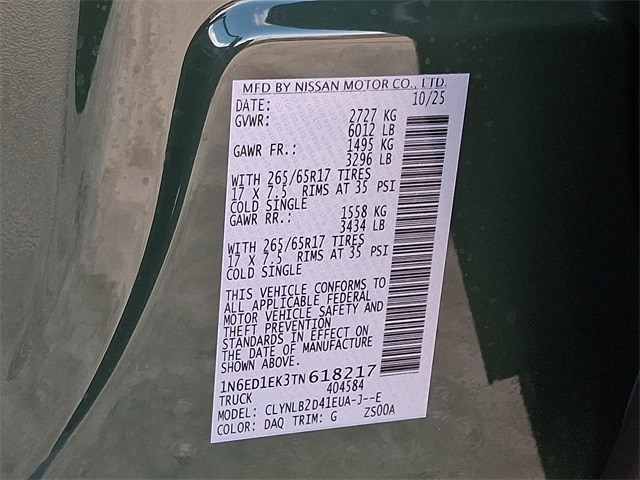 MFD BY NISSAN MOTOR CO., LTD.
DATE: 10/25
GVWR: 2727 KG
6012 LB
GAWR FR.: 1495 KG
3296 LB
WITH 265/65R17 TIRES
17 X 7.5 RIMS AT 35 PSI
COLD SINGLE
GAWR RR.: 1558 KG
3434 LB
WITH 265/65R17 TIRES
17 X 7.5 RIMS AT 35 PSI
COLD SINGLE
THIS VEHICLE CONFORMS TO
ALL APPLICABLE FEDERAL
MOTOR VEHICLE SAFETY AND
THEFT PREVENTION
STANDARDS IN EFFECT ON
THE DATE OF MANUFACTURE
SHOWN ABOVE.
1N6ED1EK3TN618217
TRUCK 404584
MODEL: CLYNLB2D41EUA-J--E
COLOR: DAQ TRIM: G ZS00A